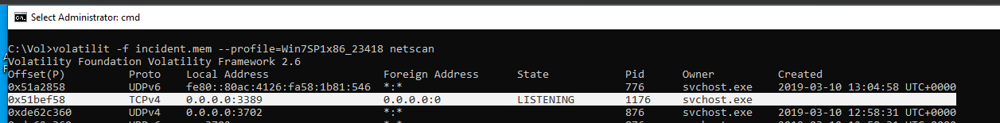 Select Administrator: cmd
C:\Vol>volatilit -f incident.mem --profile=Win7SP1x86_23418 netscan
Volatility Foundation Volatility Framework 2.6
Offset(P) Proto Local Address Foreign Address State Pid Owner Created
0x51a2858 UDPv6 fe80::80ac:4126:fa58:1b81:546 *:* 776 svchost.exe 2019-03-10 13:04:58 UTC+0000
0x51bef58 TCPv4 0.0.0.0:3389 0.0.0.0:0 LISTENING 1176 svchost.exe
0xde62c360 UDPv4 0.0.0.0:3702 *:* 876 svchost.exe 2019-03-10 12:58:31 UTC+0000